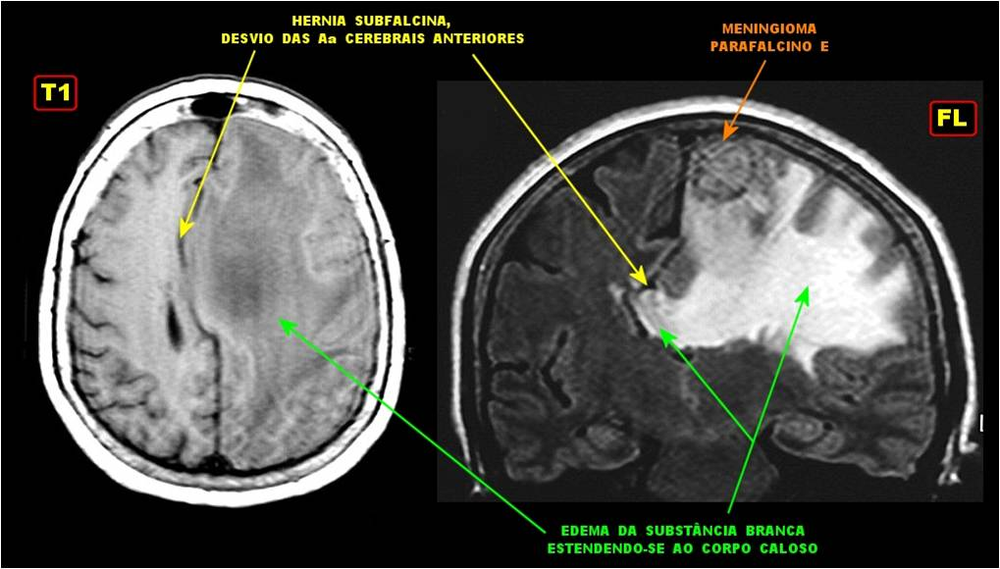 HERNIA SUBFALCINA,
DESVIO DAS Aa CEREBRAIS ANTERIORES
MENINGIOMA
PARAFALCINO E
T1
FL
L
EDEMA DA SUBSTÂNCIA BRANCA
ESTENDENDO-SE AO CORPO CALOSO